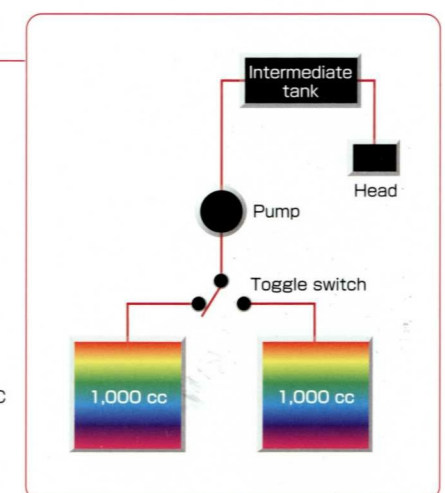 Intermediate
tank
Head
Pump
Toggle switch
1,000 cc
1,000 cc